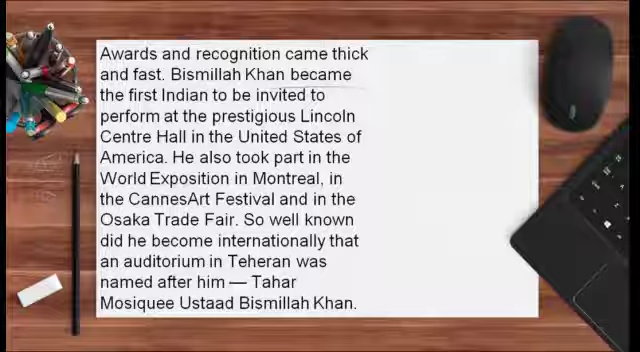 Awards and recognition came thick
and fast. Bismillah Khan became
the first Indian to be invited to
perform at the prestigious Lincoln
Centre Hall in the United States of
America. He also took part in the
World Exposition in Montreal, in
the CannesArt Festival and in the
Osaka Trade Fair. So well known
did he become internationally that
an auditorium in Teheran was
named after him — Tahar
Mosiquee Ustaad Bismillah Khan.